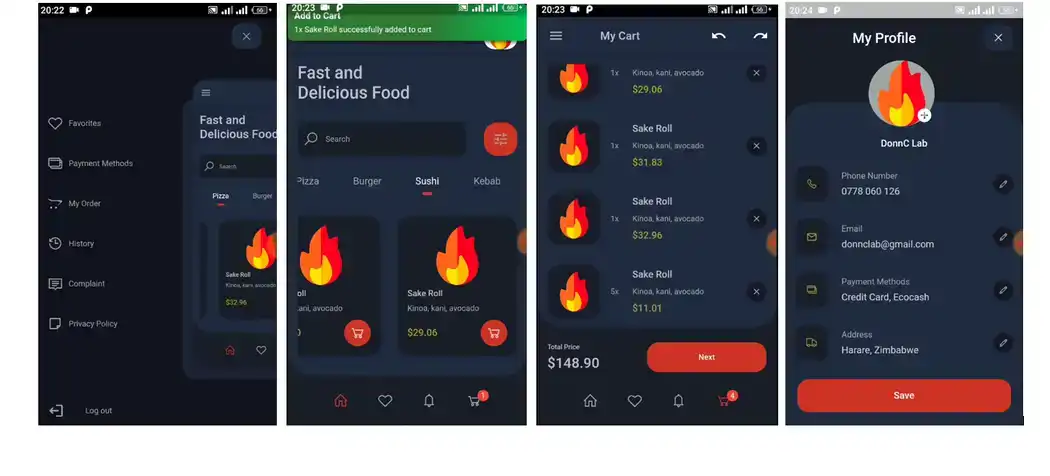 20:22
Favorites
Payment Methods
My Order
History
Complaint
Privacy Policy
Log out
Fast and
Delicious Food
Search
Pizza Burger
Sake Roll
Kinoa, kani, avocado
$32.96
20:23
Add to Cart
1x Sake Roll successfully added to cart
Fast and
Delicious Food
Search
Pizza Burger Sushi Kebab
oll
kani, avocado
Sake Roll
Kinoa, kani, avocado
$29.06
1
20:23
My Cart
1x Kinoa, kani, avocado
$29.06
Sake Roll
1x Kinoa, kani, avocado
$31.83
Sake Roll
1x Kinoa, kani, avocado
$32.96
Sake Roll
5x Kinoa, kani, avocado
$11.01
Total Price
$148.90
Next
4
20:24
My Profile
DonnC Lab
Phone Number
0778 060 126
Email
donnclab@gmail.com
Payment Methods
Credit Card, Ecocash
Address
Harare, Zimbabwe
Save